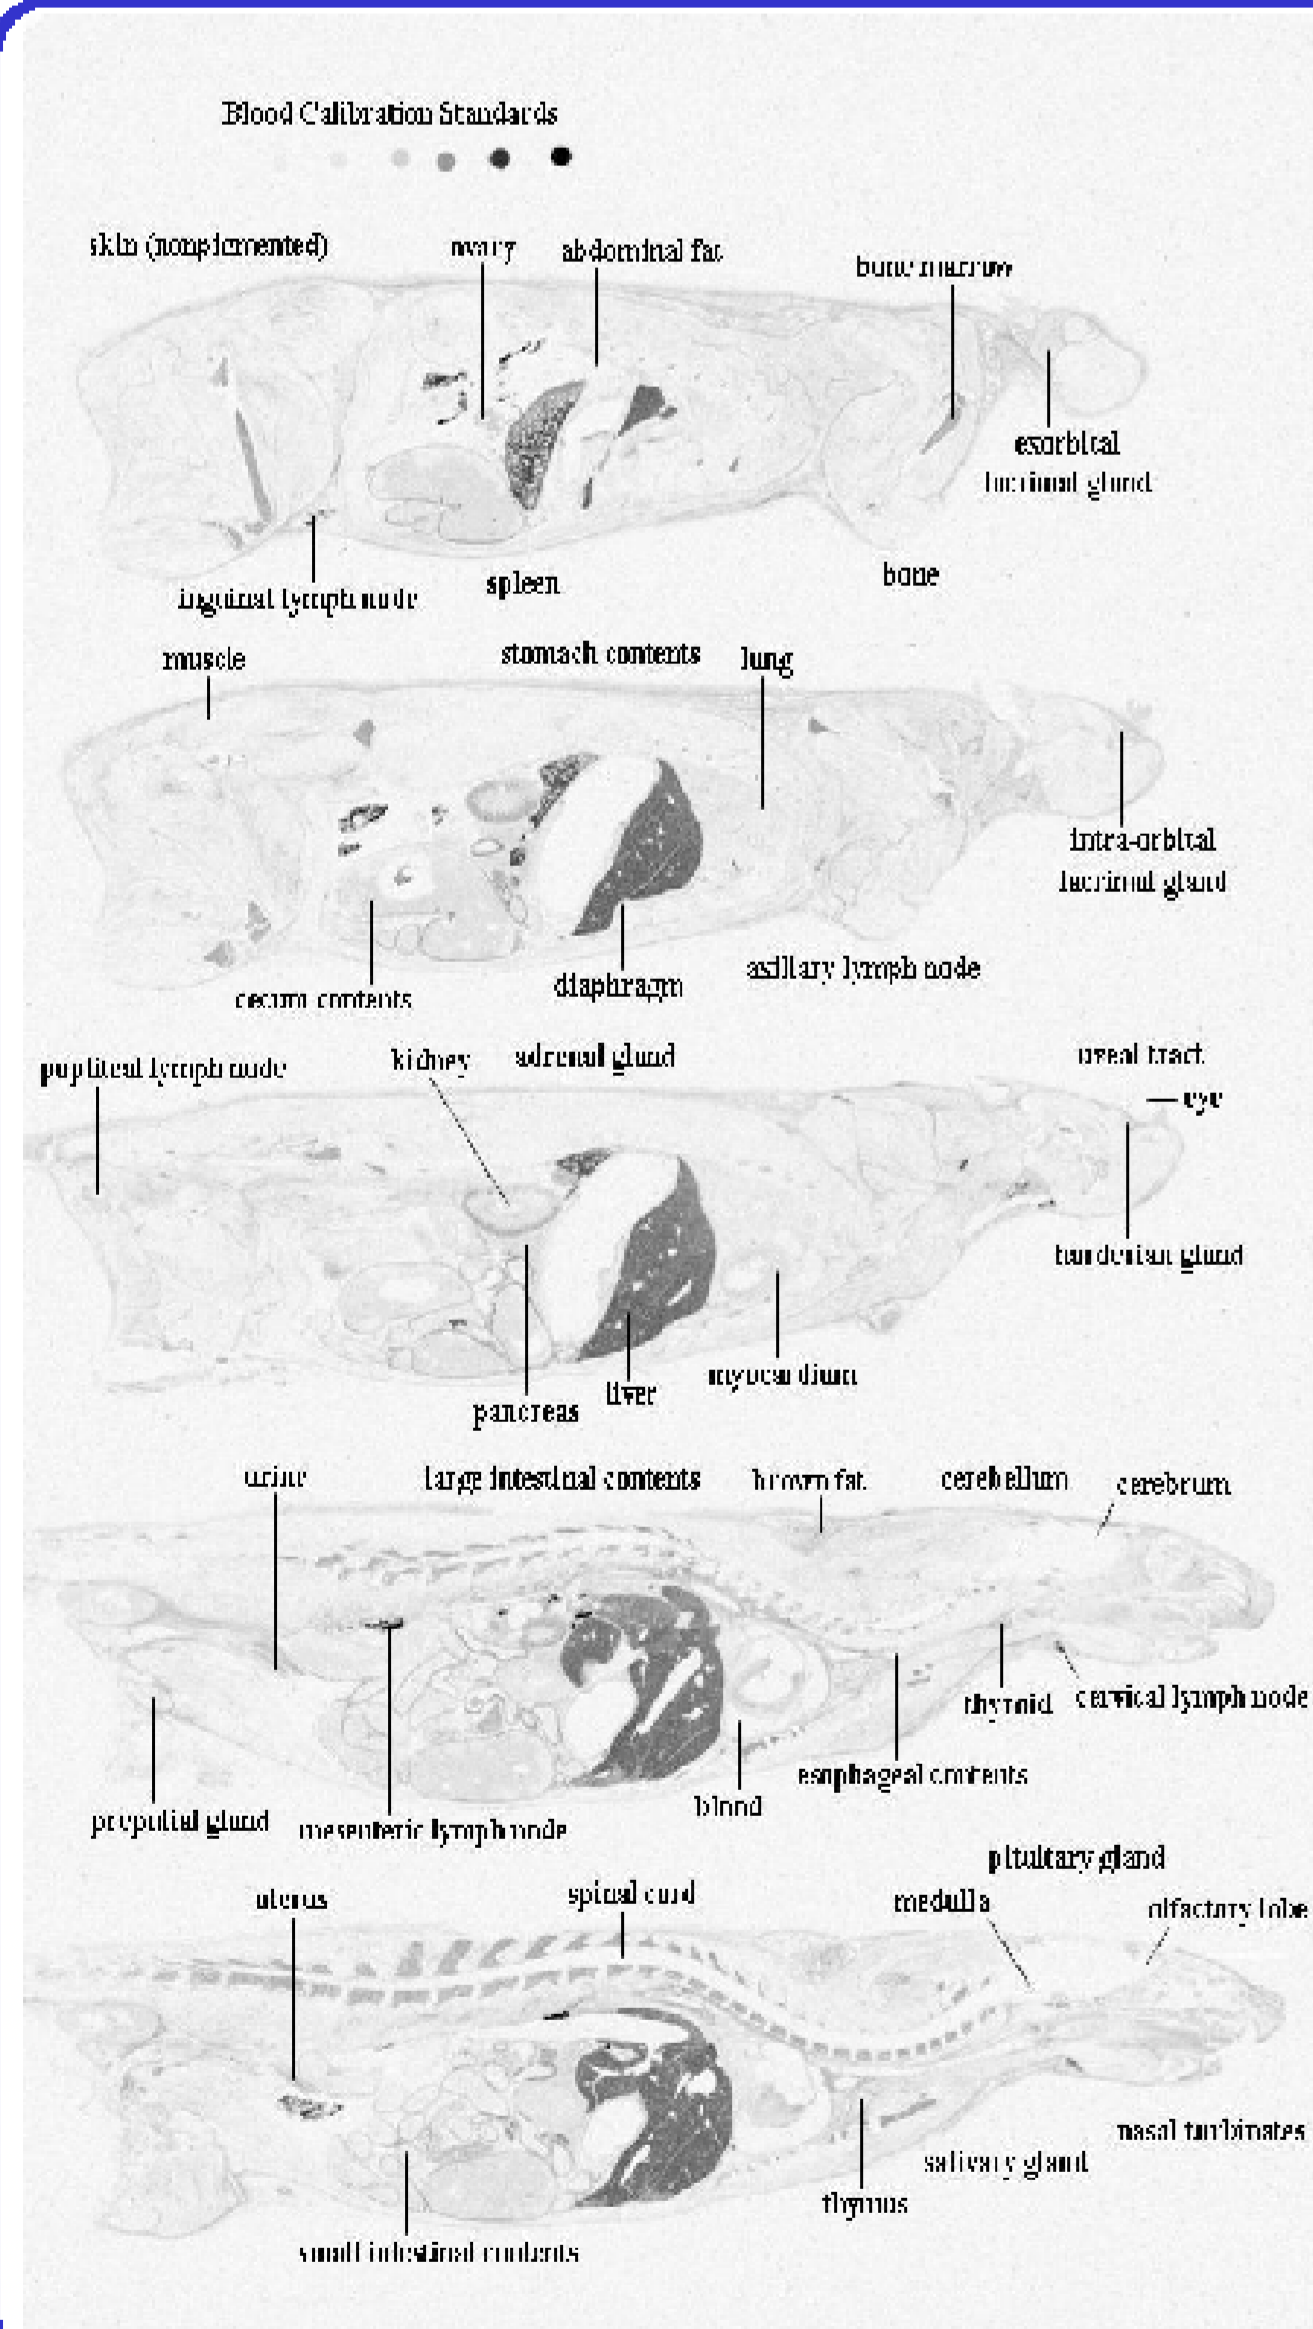 Blood Calibration Standards
skin (nonpigmented)
ovary
abdominal fat
bone marrow
exorbital
lacrimal gland
inguinal lymph node
spleen
bone
muscle
stomach contents
lung
intra-orbital
lacrimal gland
cecum contents
diaphragm
axillary lymph node
popliteal lymph node
kidney
adrenal gland
uveal tract
eye
harderian gland
pancreas
liver
myocardium
urine
large intestinal contents
brown fat
cerebellum
cerebrum
thyroid
cervical lymph node
esophageal contents
blood
preputial gland
mesenteric lymph node
pituitary gland
uterus
spinal cord
medulla
olfactory lobe
nasal turbinates
salivary gland
thymus
small intestinal contents